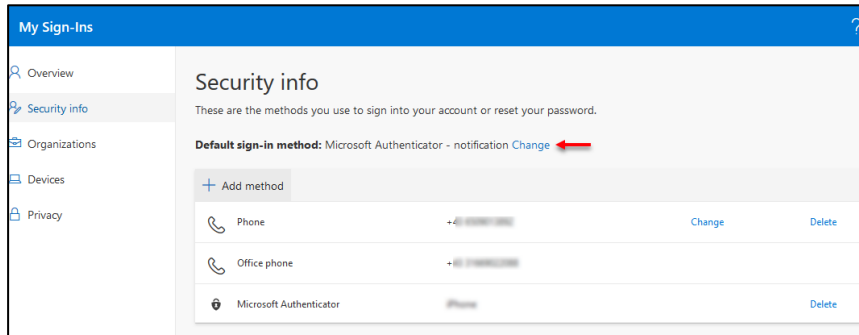 My Sign-Ins
?
Overview
Security info
Organizations
Devices
Privacy
Security info
These are the methods you use to sign into your account or reset your password.
Default sign-in method: Microsoft Authenticator - notification Change
+ Add method
Phone Change Delete
Office phone
Microsoft Authenticator Delete